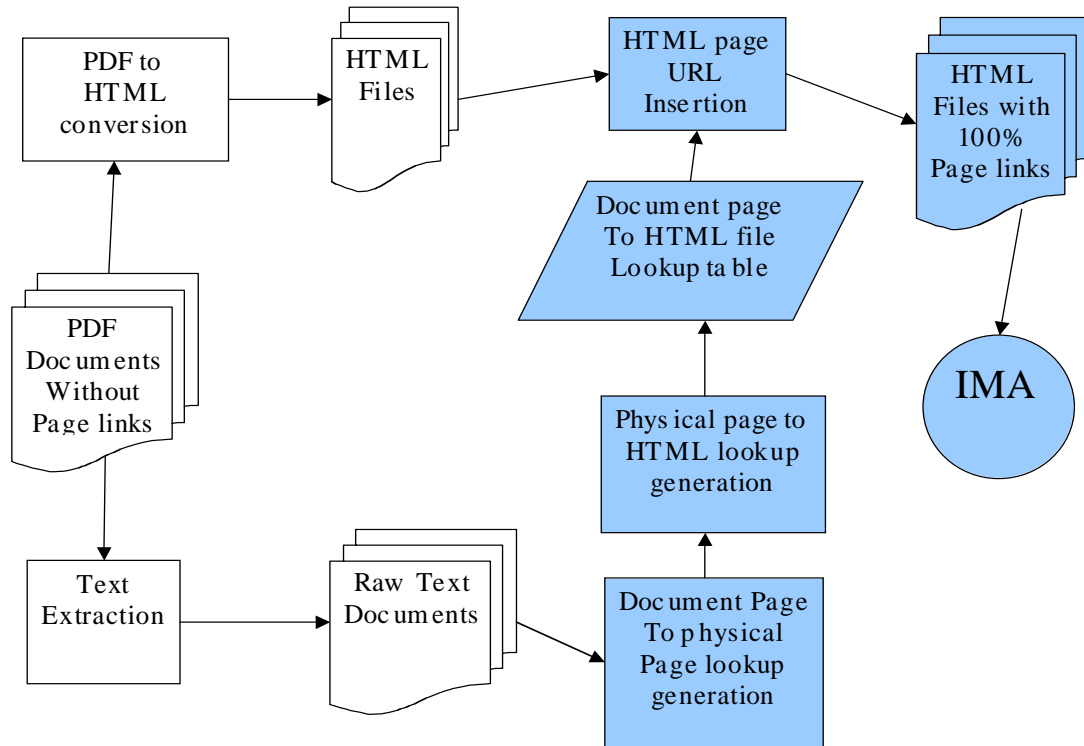 PDF to
HTML
conversion
HTML
Files
HTML page
URL
Insertion
HTML
Files with
100%
Page links
Document page
To HTML file
Lookup table
PDF
Documents
Without
Page links
IMA
Physical page to
HTML lookup
generation
Text
Extraction
Raw Text
Documents
Document Page
To physical
Page lookup
generation